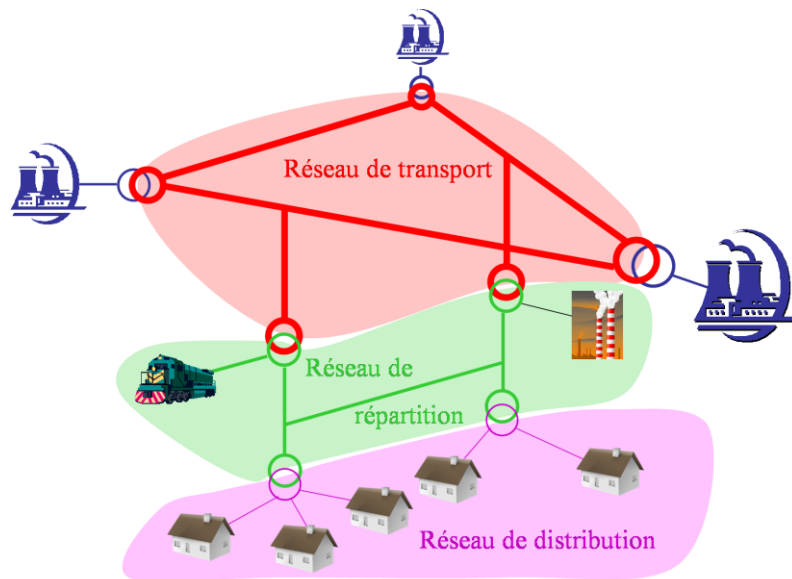 Réseau de transport
Réseau de
répartition
Réseau de distribution